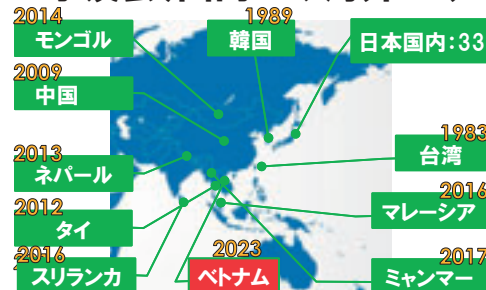 2014
モンゴル
1989
韓国
日本国内:33
2009
中国
1983
台湾
2013
ネパール
2016
マレーシア
2012
タイ
2016
スリランカ
2023
ベトナム
2017
ミャンマー